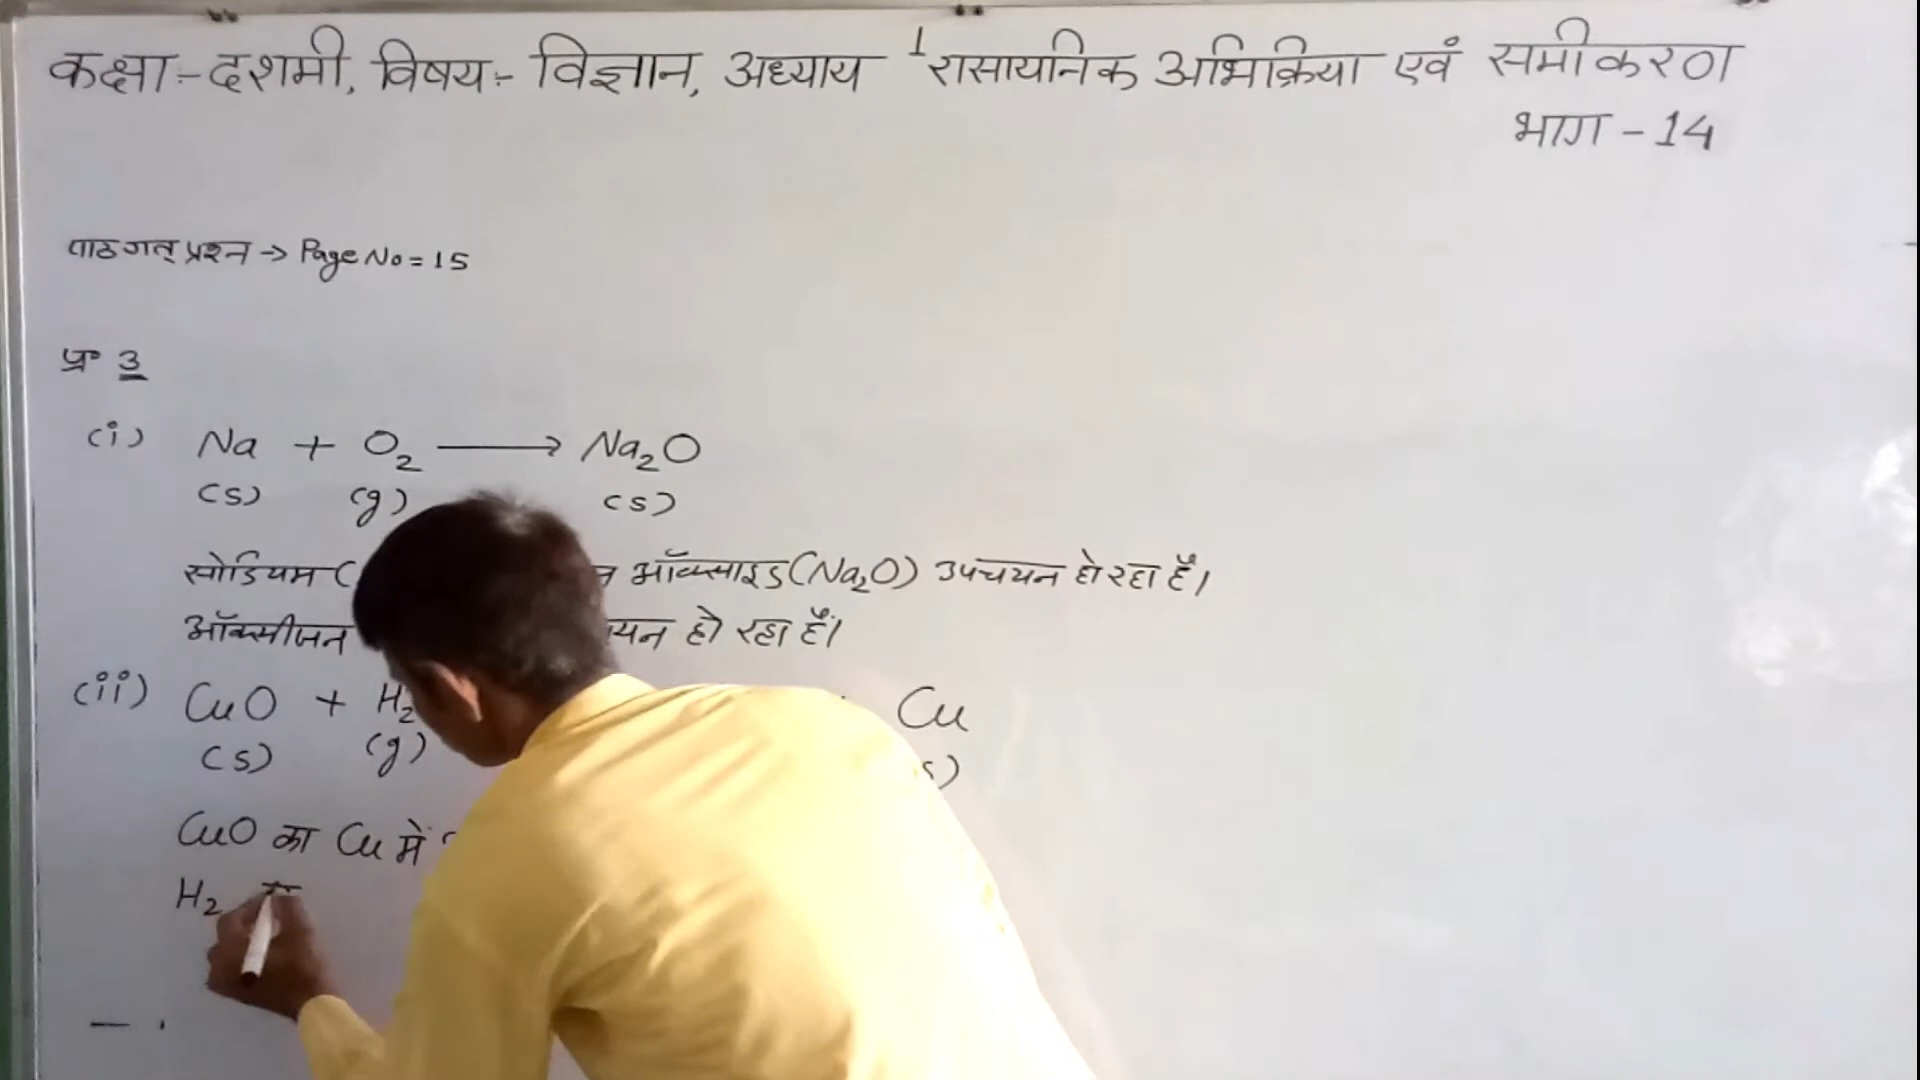 कक्षा:- दशमी, विषय:- विज्ञान, अध्याय 1 रासायनिक अभिक्रिया एवं समीकरण
भाग - 14
पाठगत् प्रश्न → Page No = 15
प्र॰ 3
(i) Na + O₂ → Na₂O
(s) (g) (s)
सोडियम ( ऑक्साइड (Na₂O) उपचयन हो रहा है।
ऑक्सीजन हो रहा है।
(ii) CuO + H₂ Cu
(s) (g)
CuO का Cu में
H₂